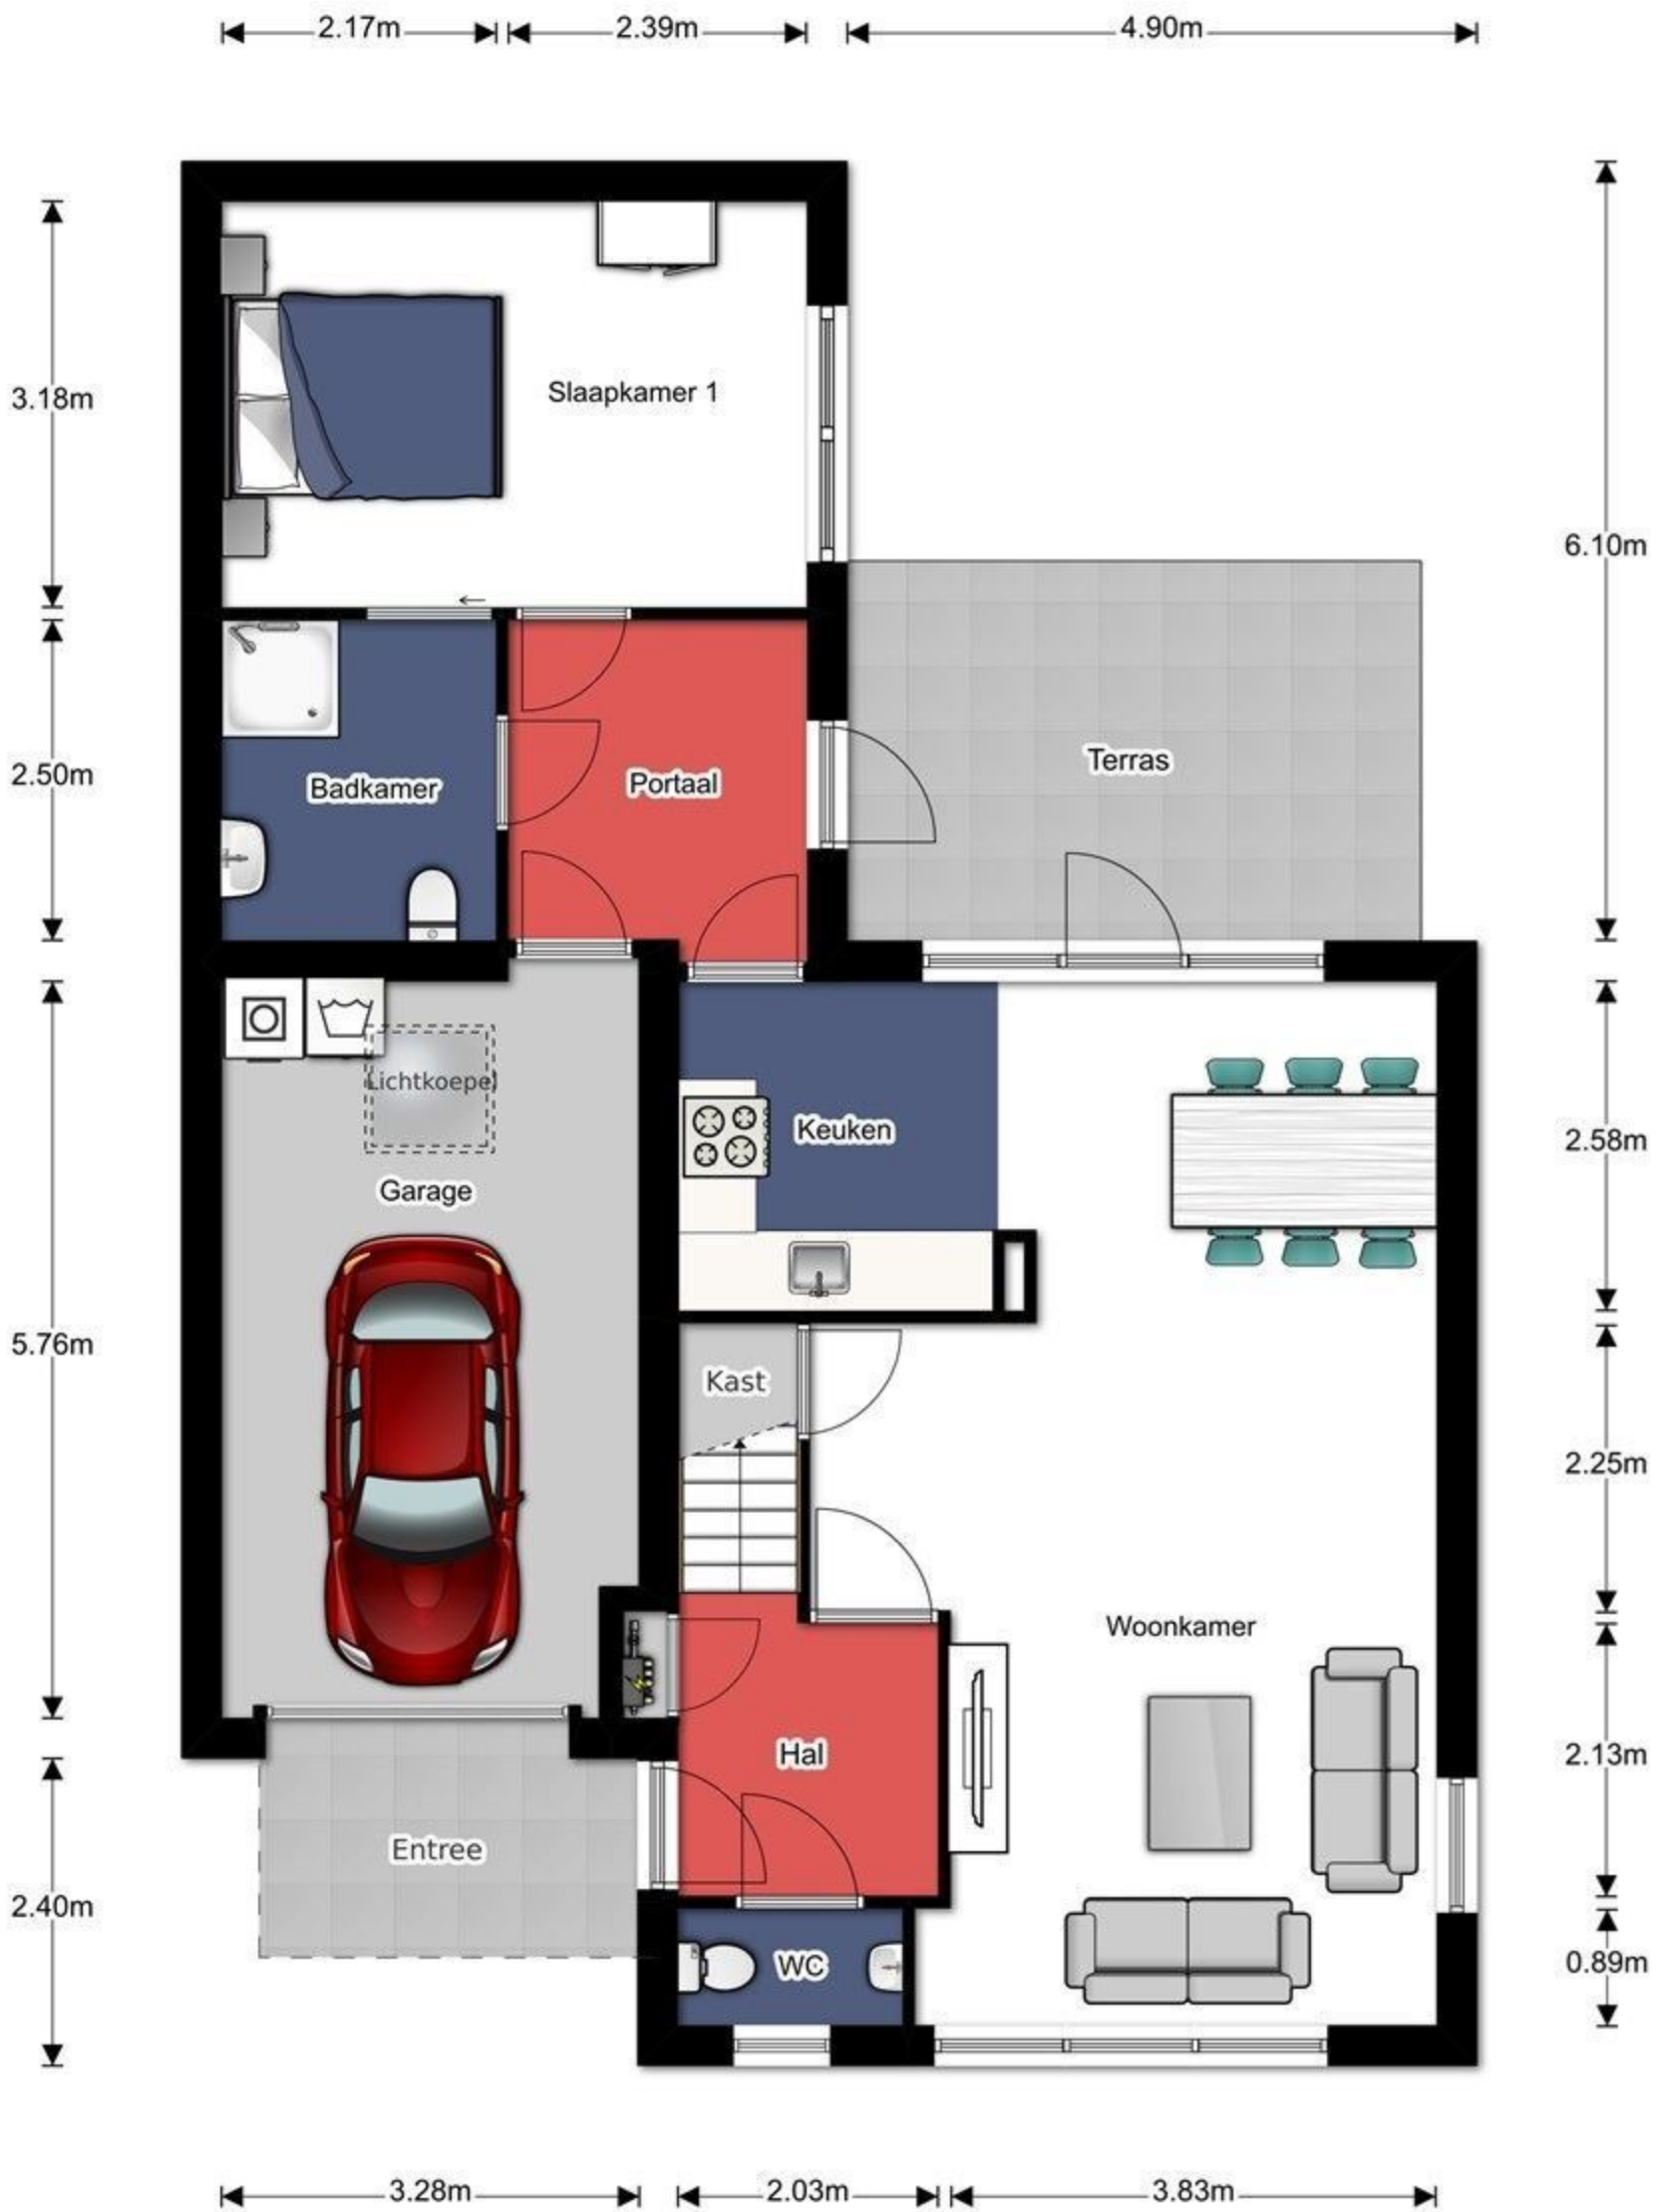 2.17m 2.39m 4.90m
3.18m
Slaapkamer 1
6.10m
2.50m
Badkamer
Portaal
Terras
Lichtkoepel
Keuken
2.58m
Garage
5.76m
Kast
2.25m
Woonkamer
Hal
2.13m
Entree
2.40m
WC
0.89m
3.28m 2.03m 3.83m